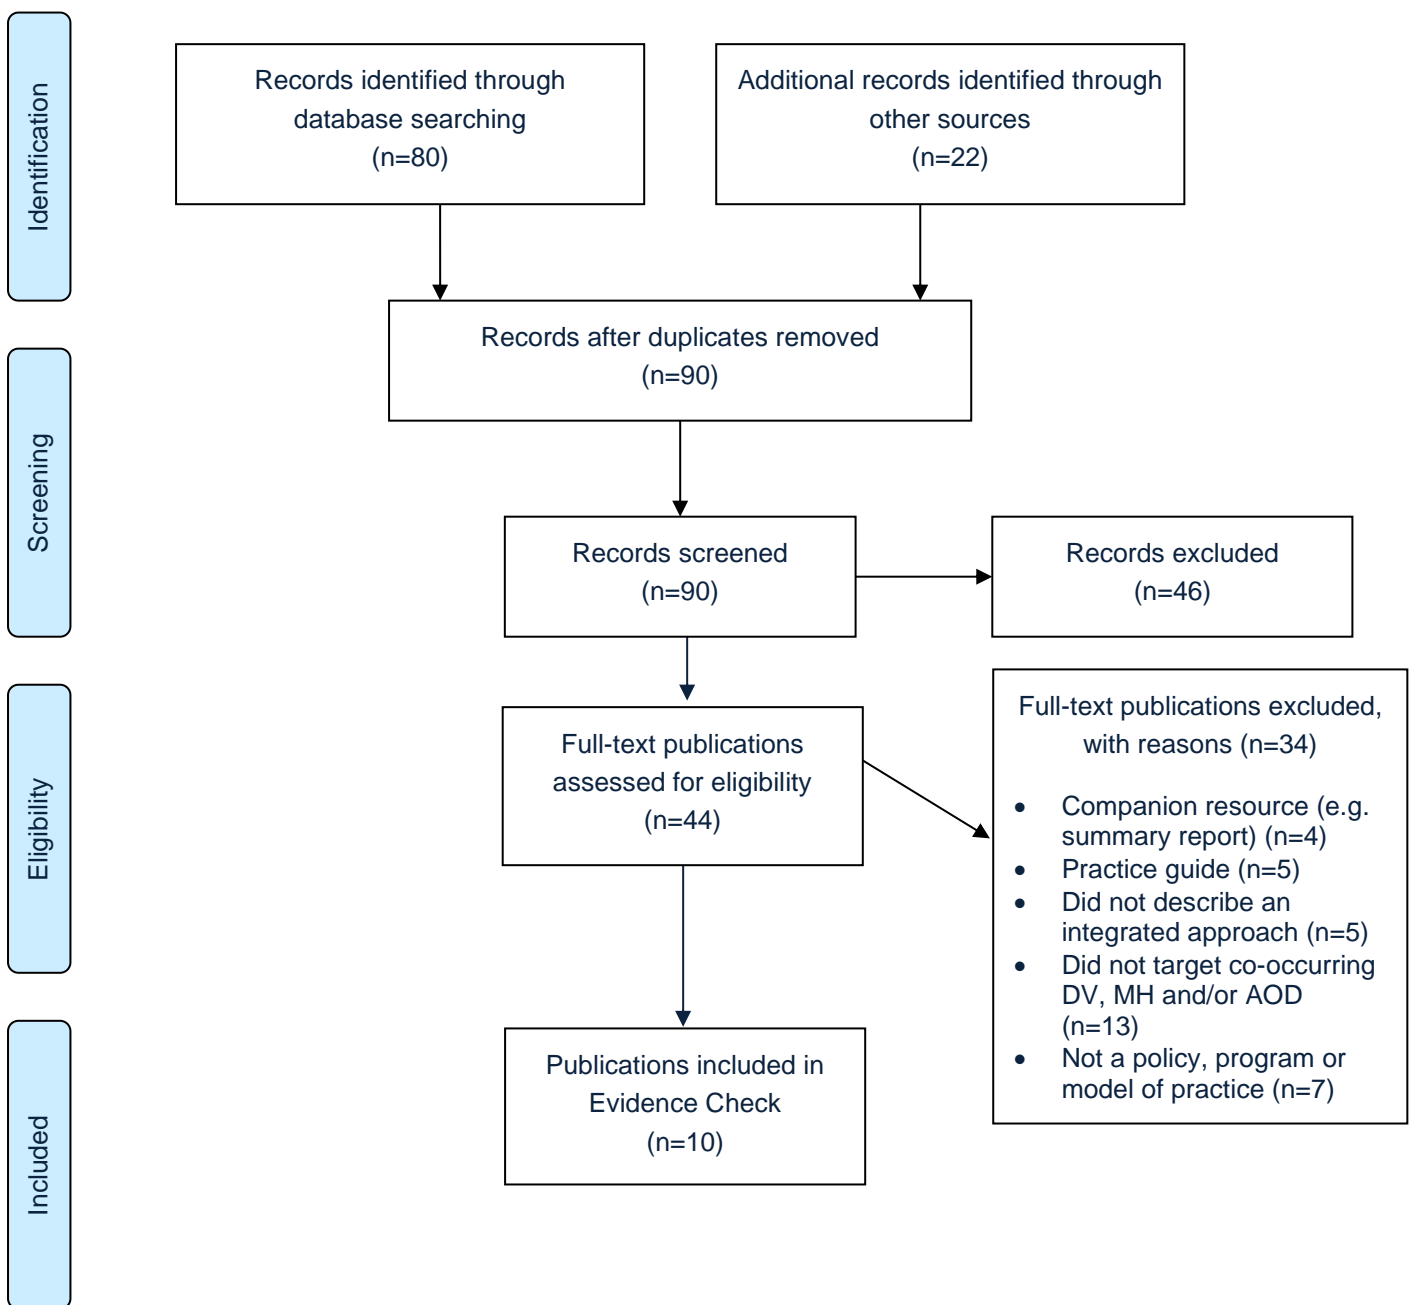 Identification
Records identified through
database searching
(n=80)
Additional records identified through
other sources
(n=22)
Records after duplicates removed
(n=90)
Screening
Records screened
(n=90)
Records excluded
(n=46)
Eligibility
Full-text publications
assessed for eligibility
(n=44)
Full-text publications excluded,
with reasons (n=34)
• Companion resource (e.g.
summary report) (n=4)
• Practice guide (n=5)
• Did not describe an
integrated approach (n=5)
• Did not target co-occurring
DV, MH and/or AOD
(n=13)
• Not a policy, program or
model of practice (n=7)
Included
Publications included in
Evidence Check
(n=10)